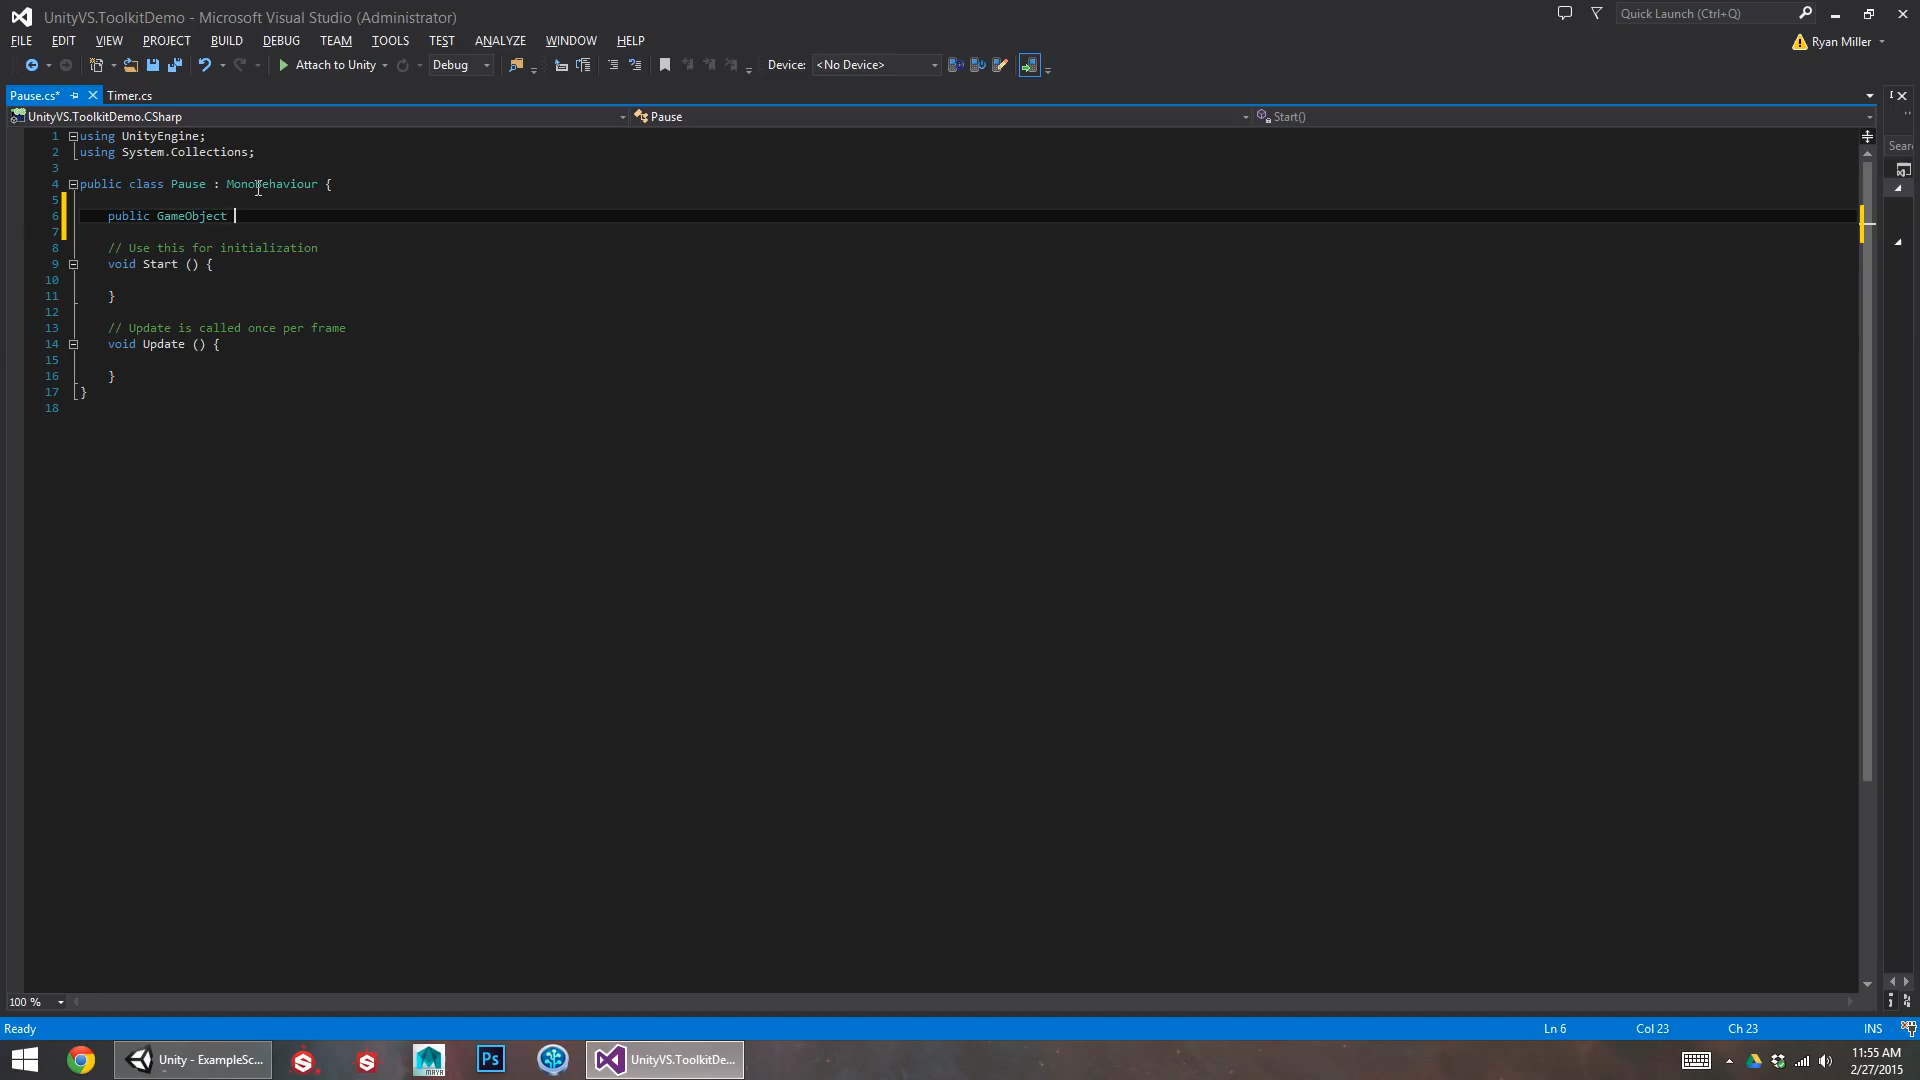 UnityVS.ToolkitDemo - Microsoft Visual Studio (Administrator)
Quick Launch (Ctrl+Q)
FILE EDIT VIEW PROJECT BUILD DEBUG TEAM TOOLS TEST ANALYZE WINDOW HELP
Ryan Miller
Attach to Unity Debug Device: <No Device>
Pause.cs* Timer.cs
UnityVS.ToolkitDemo.CSharp Pause Start()
1 using UnityEngine;
2 using System.Collections;
3
4 public class Pause : MonoBehaviour {
5
6 public GameObject
7
8 // Use this for initialization
9 void Start () {
10
11 }
12
13 // Update is called once per frame
14 void Update () {
15
16 }
17 }
18
Sear
100 %
Ready Ln 6 Col 23 Ch 23 INS
Unity - ExampleSc... MAYA Ps UnityVS.ToolkitDe... 11:55 AM
2/27/2015